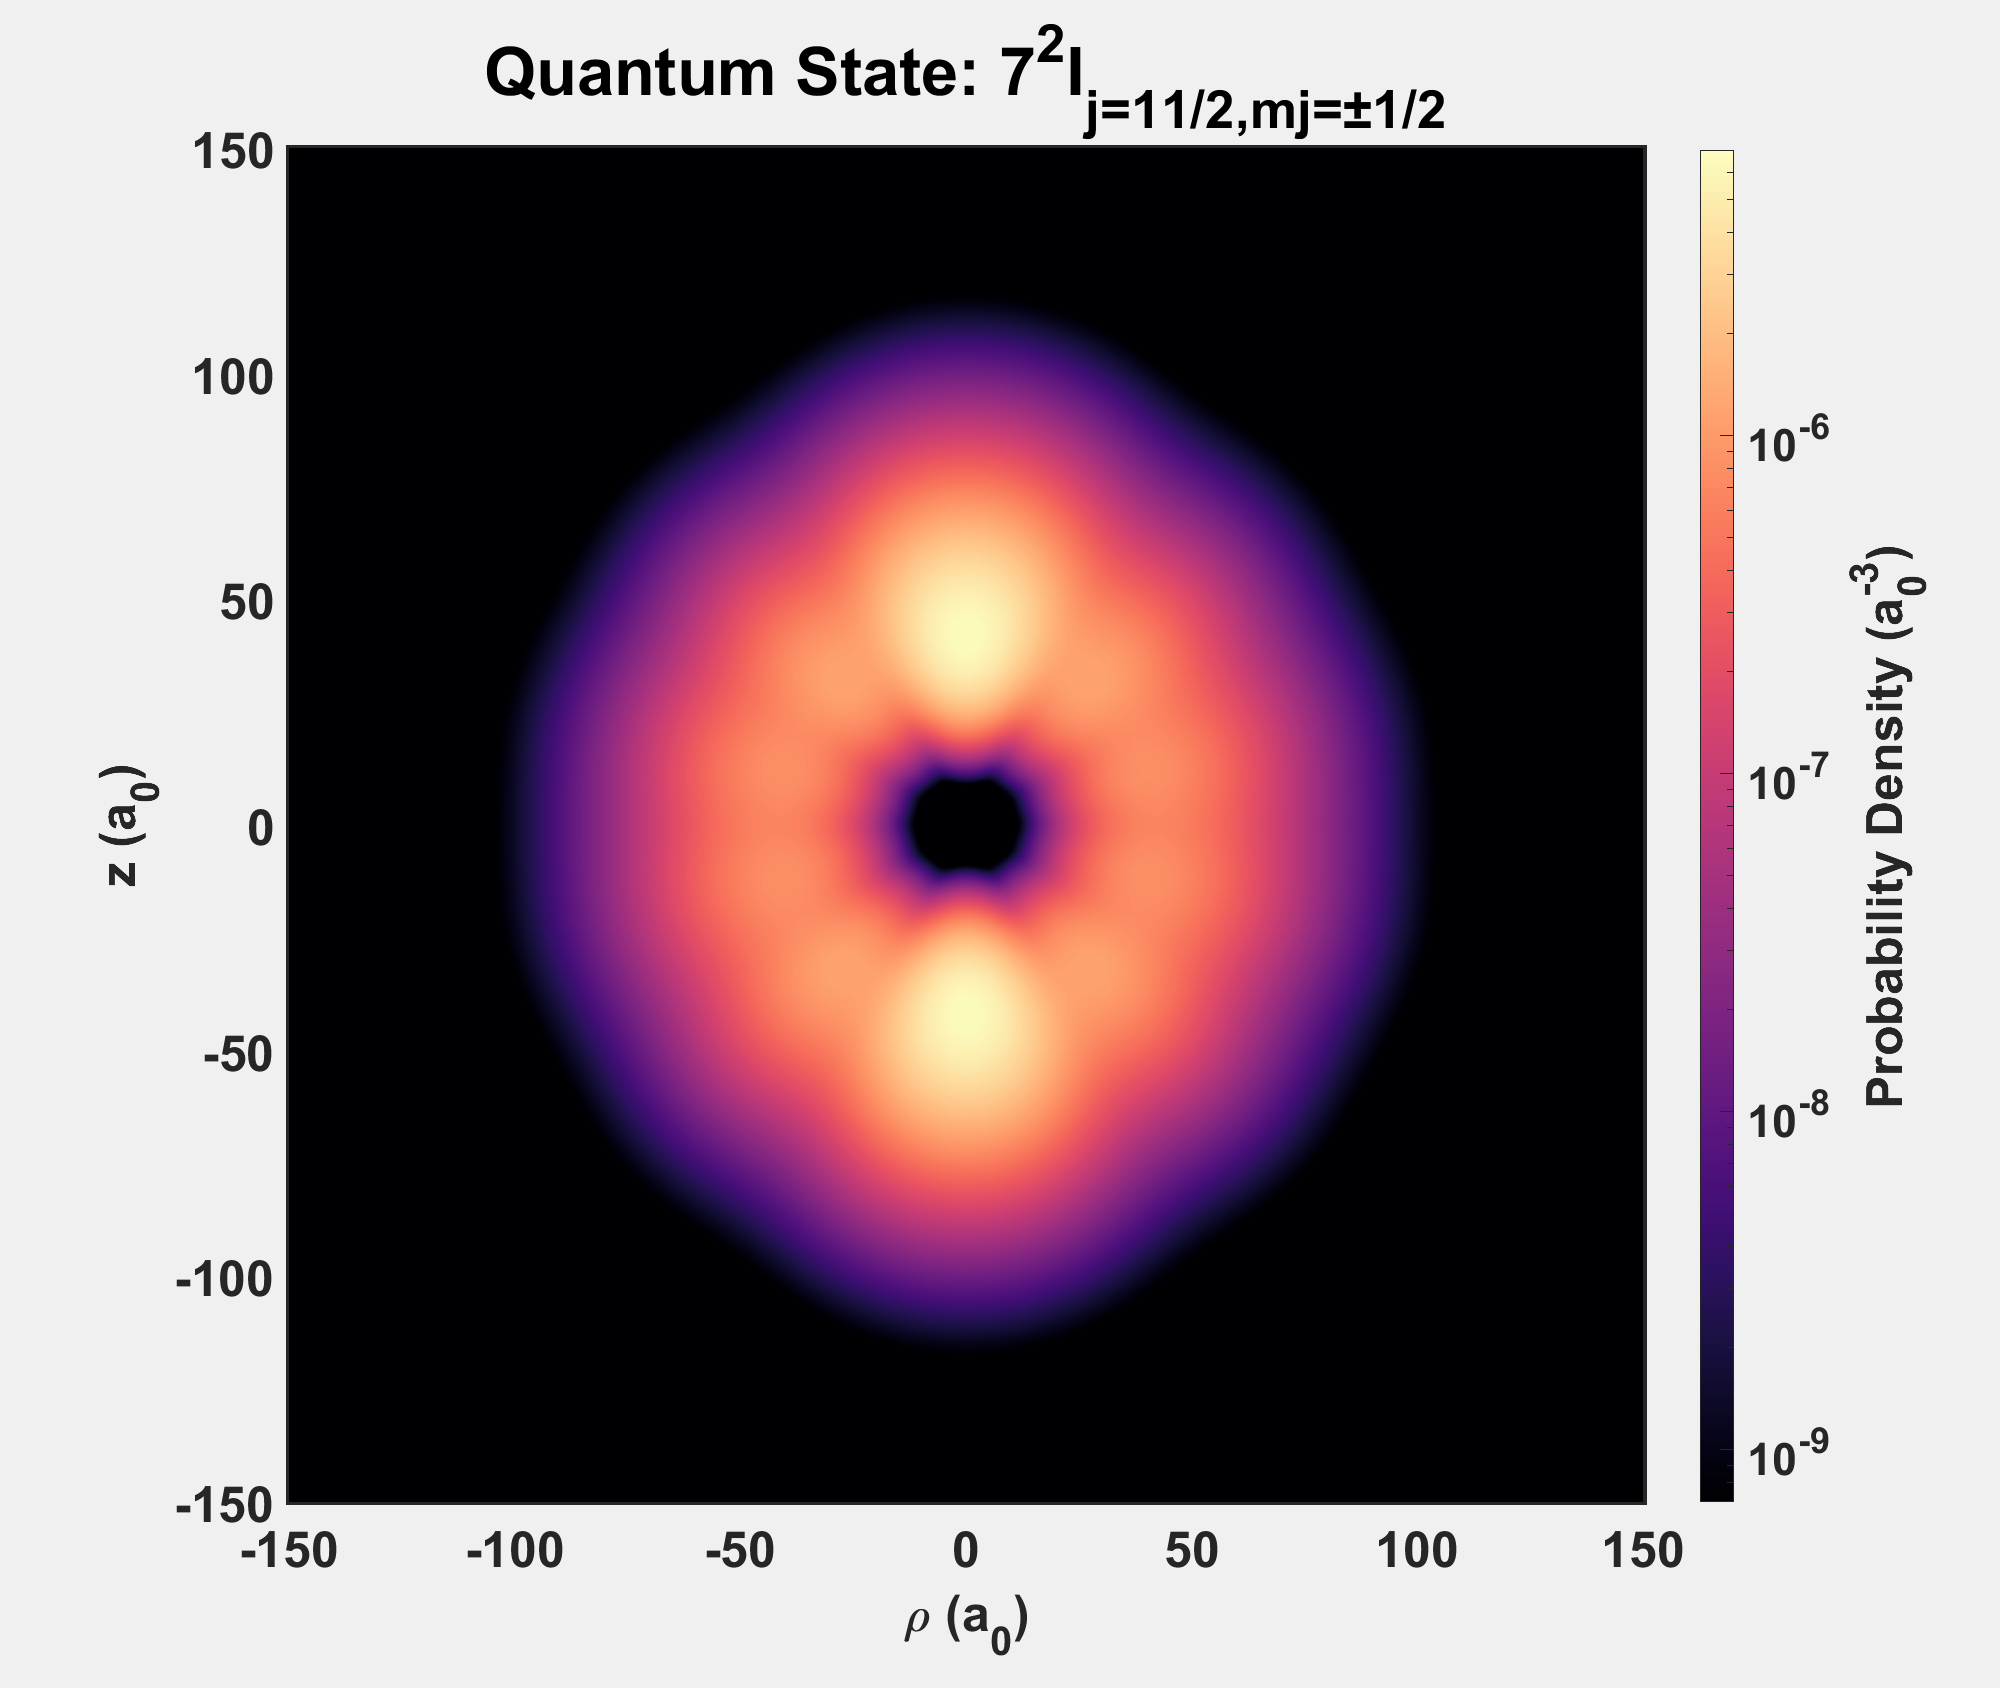 Quantum State: 7²I_j=11/2,mj=±1/2
150
100
50
0
-50
-100
-150
-150 -100 -50 0 50 100 150
z (a₀)
ρ (a₀)
10⁻⁶
10⁻⁷
10⁻⁸
10⁻⁹
Probability Density (a₀⁻³)